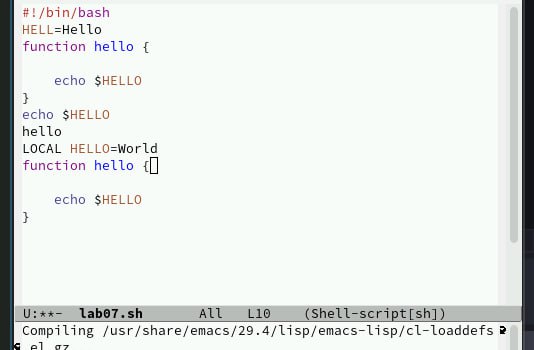 #!/bin/bash
HELL=Hello
function hello {
    echo $HELLO
}
echo $HELLO
hello
LOCAL HELLO=World
function hello {
    echo $HELLO
}
U:**-  lab07.sh       All   L10    (Shell-script[sh])
Compiling /usr/share/emacs/29.4/lisp/emacs-lisp/cl-loaddefs
.el.gz